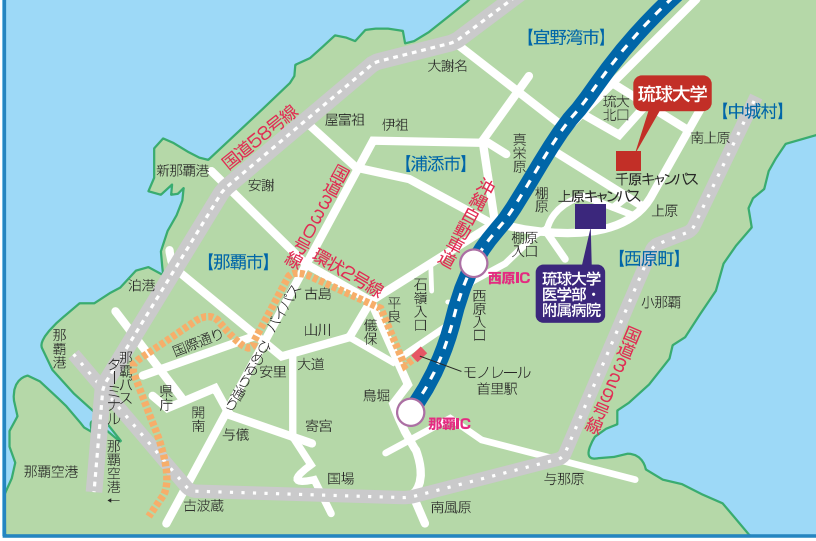 【宜野湾市】
大謝名
琉球大学
琉大
北口
【中城村】
国道58号線
屋富祖
伊祖
真栄原
南上原
新那覇港
安謝
国道330号線
【浦添市】
千原キャンパス
上原キャンパス
棚原
上原
沖縄自動車道
棚原
入口
【那覇市】
環状2号線
西原IC
【西原町】
琉球大学
医学部・
附属病院
泊港
古島
バイパス
平良
石嶺入口
西原入口
小那覇
国際通り
山川
儀保
那覇港
ひめゆり通り
安里
大道
モノレール
首里駅
国道329号線
那覇バス
ターミナル
県庁
鳥堀
開南
与儀
寄宮
那覇IC
那覇空港
那覇空港←
国場
与那原
古波蔵
南風原